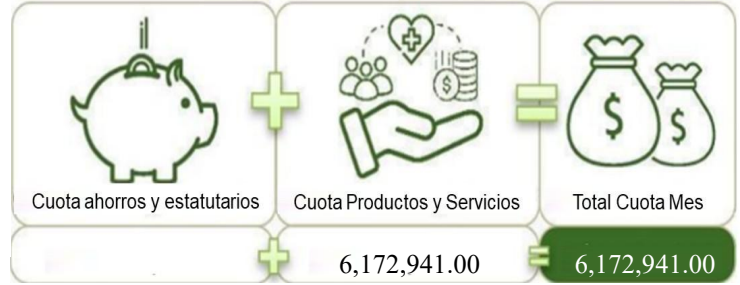 Cuota ahorros y estatutarios
Cuota Productos y Servicios
Total Cuota Mes
6,172,941.00
6,172,941.00